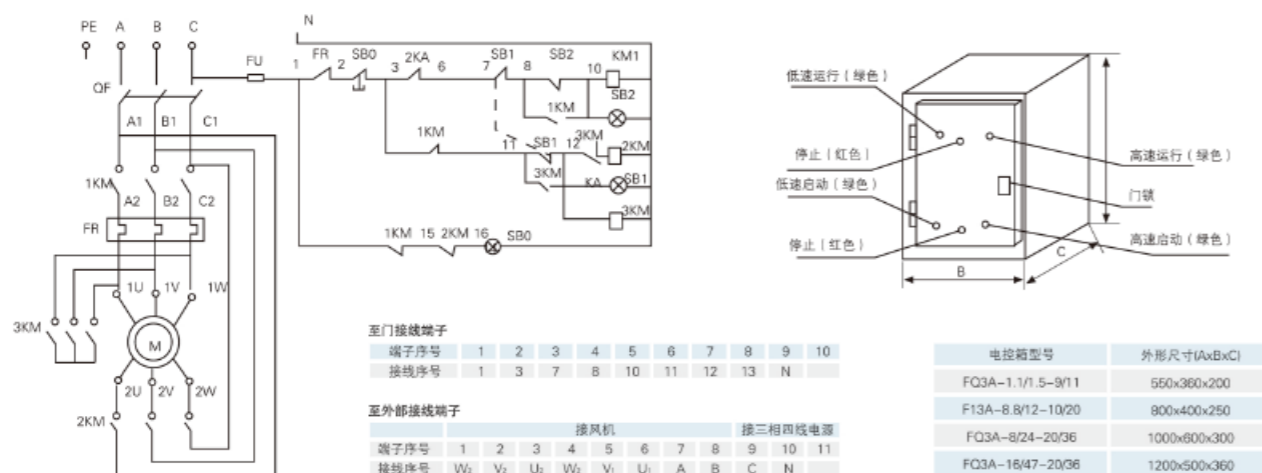 PE A B C
N
FU
QF
1 FR 2 SB0 3 2KA 6 7 SB1 8 SB2 10 KM1
1KM SB2
A1 B1 C1
1KM 11 SB1 12 3KM 2KM
3KM KA SB1
3KM
1KM
A2 B2 C2
FR
1KM 15 2KM 16 SB0
1U 1V 1W
3KM
M
2U 2V 2W
2KM
低速运行(绿色)
停止(红色)
低速启动(绿色)
停止(红色)
高速运行(绿色)
门锁
高速启动(绿色)
B
C
至门接线端子
端子序号 1 2 3 4 5 6 7 8 9 10
接线序号 1 3 7 8 10 11 12 13 N
至外部接线端子
接风机 接三相四线电源
端子序号 1 2 3 4 5 6 7 8 9 10 11
接线序号 W₂ V₂ U₂ W₂ V₁ U₁ A B C N
电控箱型号 外形尺寸(AxBxC)
FQ3A-1.1/1.5-9/11 550x360x200
F13A-8.8/12-10/20 800x400x250
FQ3A-8/24-20/36 1000x600x300
FQ3A-16/47-20/36 1200x500x360